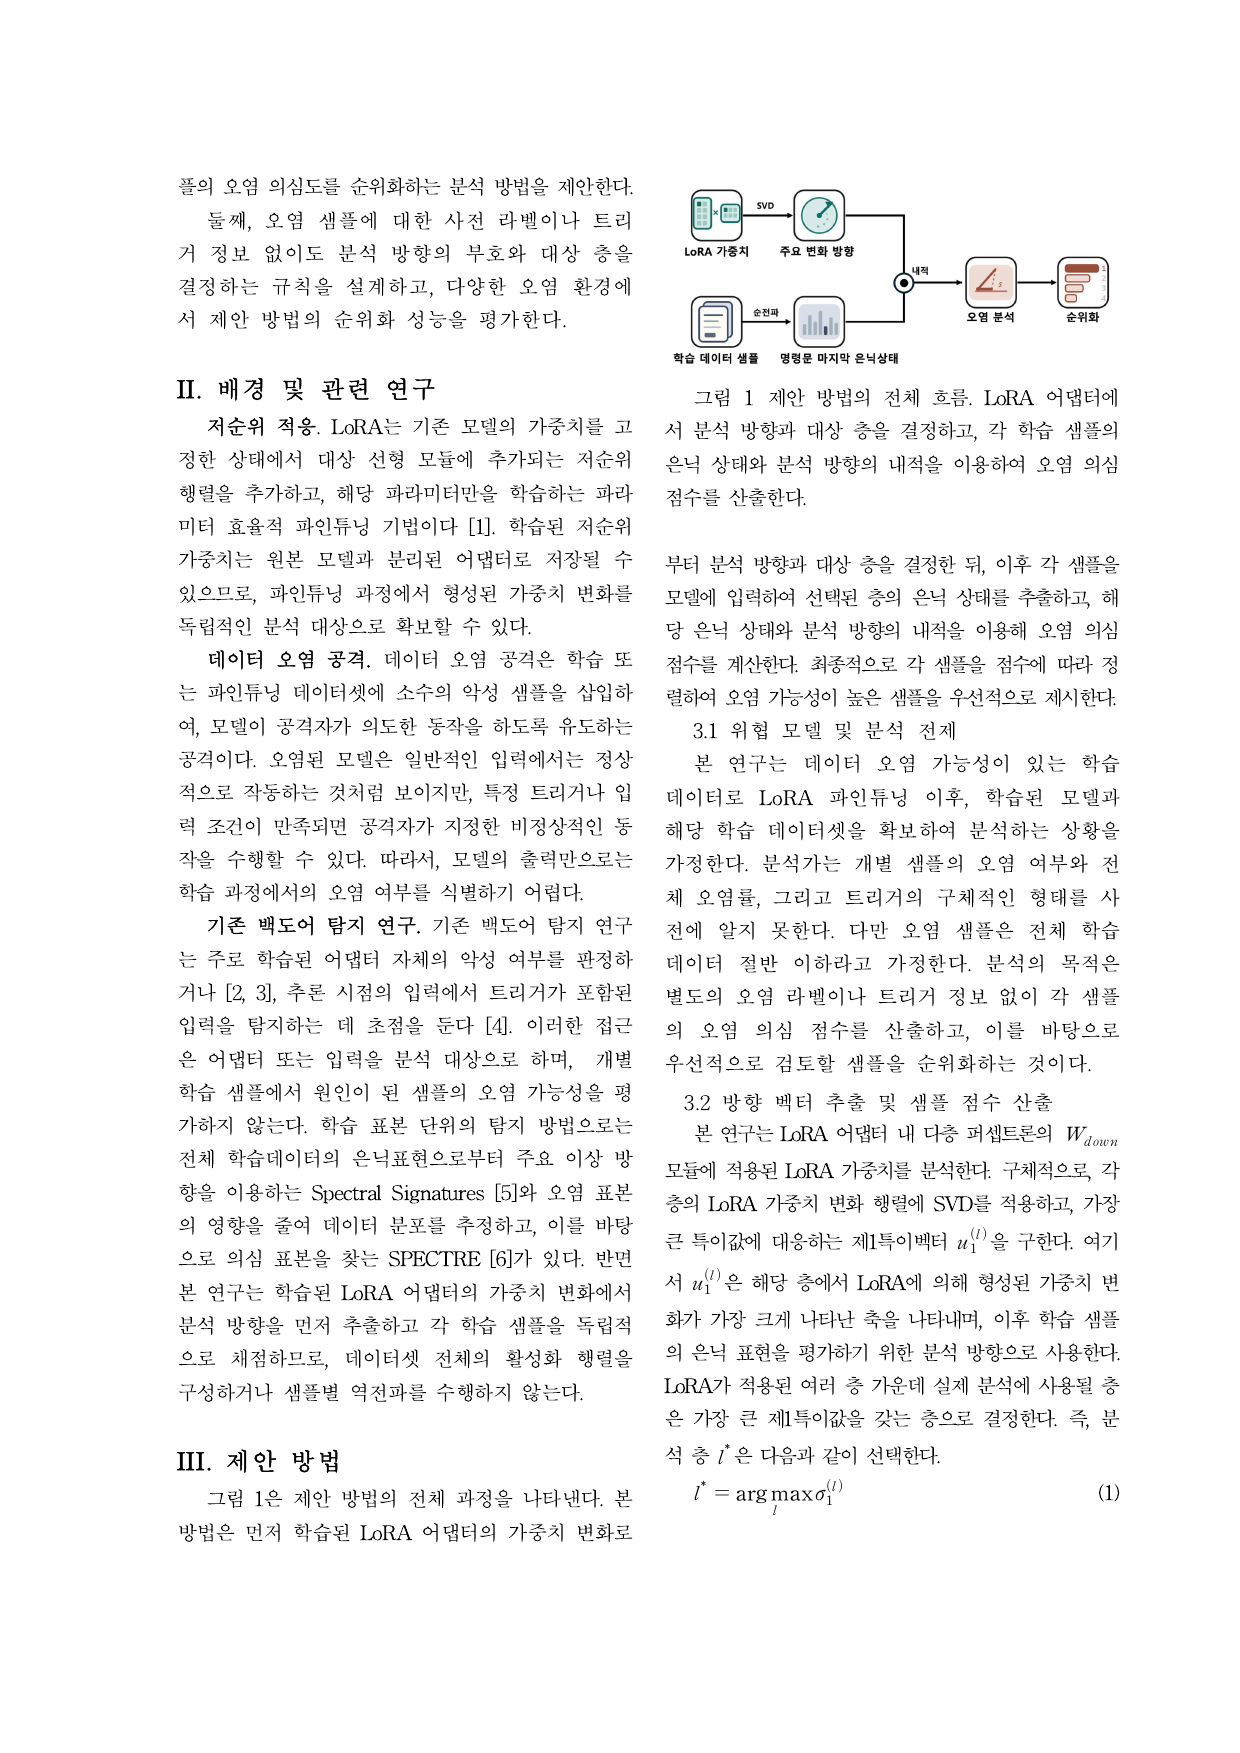 플의 오염 의심도를 순위화하는 분석 방법을 제안한다.
둘째, 오염 샘플에 대한 사전 라벨이나 트리
거 정보 없이도 분석 방향의 부호와 대상 층을
결정하는 규칙을 설계하고, 다양한 오염 환경에
서 제안 방법의 순위화 성능을 평가한다.
II. 배경 및 관련 연구
저순위 적응. LoRA는 기존 모델의 가중치를 고
정한 상태에서 대상 선형 모듈에 추가되는 저순위
행렬을 추가하고, 해당 파라미터만을 학습하는 파라
미터 효율적 파인튜닝 기법이다 [1]. 학습된 저순위
가중치는 원본 모델과 분리된 어댑터로 저장될 수
있으므로, 파인튜닝 과정에서 형성된 가중치 변화를
독립적인 분석 대상으로 확보할 수 있다.
데이터 오염 공격. 데이터 오염 공격은 학습 또
는 파인튜닝 데이터셋에 소수의 악성 샘플을 삽입하
여, 모델이 공격자가 의도한 동작을 하도록 유도하는
공격이다. 오염된 모델은 일반적인 입력에서는 정상
적으로 작동하는 것처럼 보이지만, 특정 트리거나 입
력 조건이 만족되면 공격자가 지정한 비정상적인 동
작을 수행할 수 있다. 따라서, 모델의 출력만으로는
학습 과정에서의 오염 여부를 식별하기 어렵다.
기존 백도어 탐지 연구. 기존 백도어 탐지 연구
는 주로 학습된 어댑터 자체의 악성 여부를 판정하
거나 [2, 3], 추론 시점의 입력에서 트리거가 포함된
입력을 탐지하는 데 초점을 둔다 [4]. 이러한 접근
은 어댑터 또는 입력을 분석 대상으로 하며, 개별
학습 샘플에서 원인이 된 샘플의 오염 가능성을 평
가하지 않는다. 학습 표본 단위의 탐지 방법으로는
전체 학습데이터의 은닉표현으로부터 주요 이상 방
향을 이용하는 Spectral Signatures [5]와 오염 표본
의 영향을 줄여 데이터 분포를 추정하고, 이를 바탕
으로 의심 표본을 찾는 SPECTRE [6]가 있다. 반면
본 연구는 학습된 LoRA 어댑터의 가중치 변화에서
분석 방향을 먼저 추출하고 각 학습 샘플을 독립적
으로 채점하므로, 데이터셋 전체의 활성화 행렬을
구성하거나 샘플별 역전파를 수행하지 않는다.
III. 제안 방법
그림 1은 제안 방법의 전체 과정을 나타낸다. 본
방법은 먼저 학습된 LoRA 어댑터의 가중치 변화로
SVD
LoRA 가중치 주요 변화 방향
내적
순전파
오염 분석 순위화
1
2
3
4
s
학습 데이터 샘플 명령문 마지막 은닉상태
그림 1 제안 방법의 전체 흐름. LoRA 어댑터에
서 분석 방향과 대상 층을 결정하고, 각 학습 샘플의
은닉 상태와 분석 방향의 내적을 이용하여 오염 의심
점수를 산출한다.
부터 분석 방향과 대상 층을 결정한 뒤, 이후 각 샘플을
모델에 입력하여 선택된 층의 은닉 상태를 추출하고, 해
당 은닉 상태와 분석 방향의 내적을 이용해 오염 의심
점수를 계산한다. 최종적으로 각 샘플을 점수에 따라 정
렬하여 오염 가능성이 높은 샘플을 우선적으로 제시한다.
3.1 위협 모델 및 분석 전제
본 연구는 데이터 오염 가능성이 있는 학습
데이터로 LoRA 파인튜닝 이후, 학습된 모델과
해당 학습 데이터셋을 확보하여 분석하는 상황을
가정한다. 분석가는 개별 샘플의 오염 여부와 전
체 오염률, 그리고 트리거의 구체적인 형태를 사
전에 알지 못한다. 다만 오염 샘플은 전체 학습
데이터 절반 이하라고 가정한다. 분석의 목적은
별도의 오염 라벨이나 트리거 정보 없이 각 샘플
의 오염 의심 점수를 산출하고, 이를 바탕으로
우선적으로 검토할 샘플을 순위화하는 것이다.
3.2 방향 벡터 추출 및 샘플 점수 산출
본 연구는 LoRA 어댑터 내 다층 퍼셉트론의 $W_{down}$
모듈에 적용된 LoRA 가중치를 분석한다. 구체적으로, 각
층의 LoRA 가중치 변화 행렬에 SVD를 적용하고, 가장
큰 특이값에 대응하는 제1특이벡터 $u_1^{(l)}$을 구한다. 여기
서 $u_1^{(l)}$은 해당 층에서 LoRA에 의해 형성된 가중치 변
화가 가장 크게 나타난 축을 나타내며, 이후 학습 샘플
의 은닉 표현을 평가하기 위한 분석 방향으로 사용한다.
LoRA가 적용된 여러 층 가운데 실제 분석에 사용될 층
은 가장 큰 제1특이값을 갖는 층으로 결정한다. 즉, 분
석 층 $l^*$은 다음과 같이 선택한다.
$l^* = \arg\max_l \sigma_1^{(l)}$ (1)